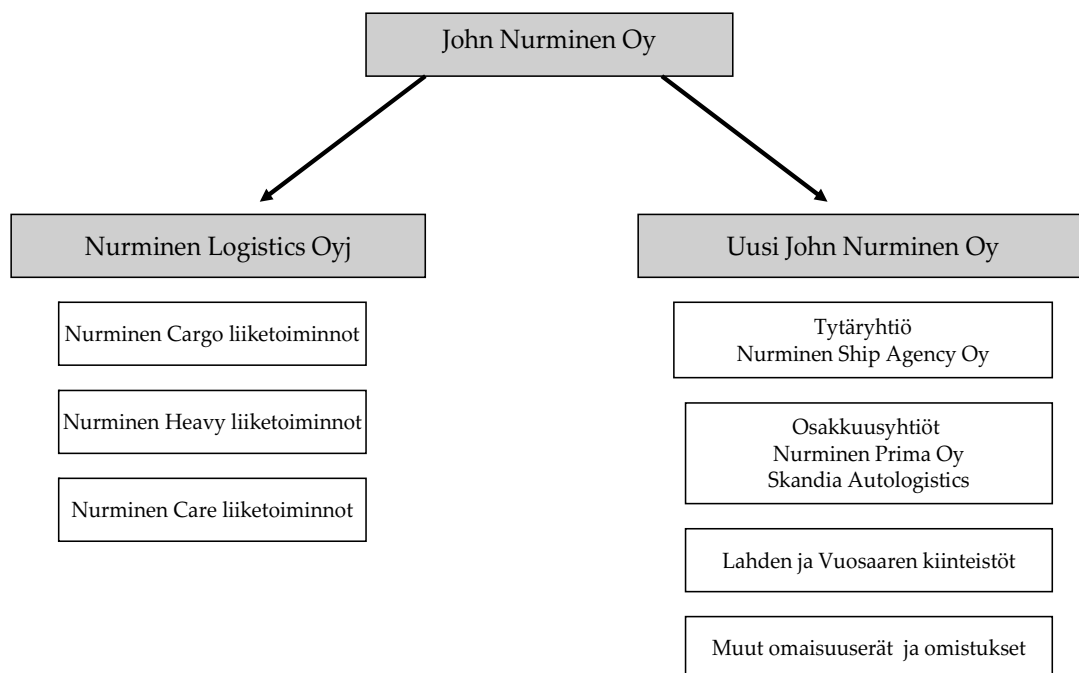 John Nurminen Oy
Nurminen Logistics Oyj
Nurminen Cargo liiketoiminnot
Nurminen Heavy liiketoiminnot
Nurminen Care liiketoiminnot
Uusi John Nurminen Oy
Tytäryhtiö
Nurminen Ship Agency Oy
Osakkuusyhtiöt
Nurminen Prima Oy
Skandia Autologistics
Lahden ja Vuosaaren kiinteistöt
Muut omaisuuserät ja omistukset